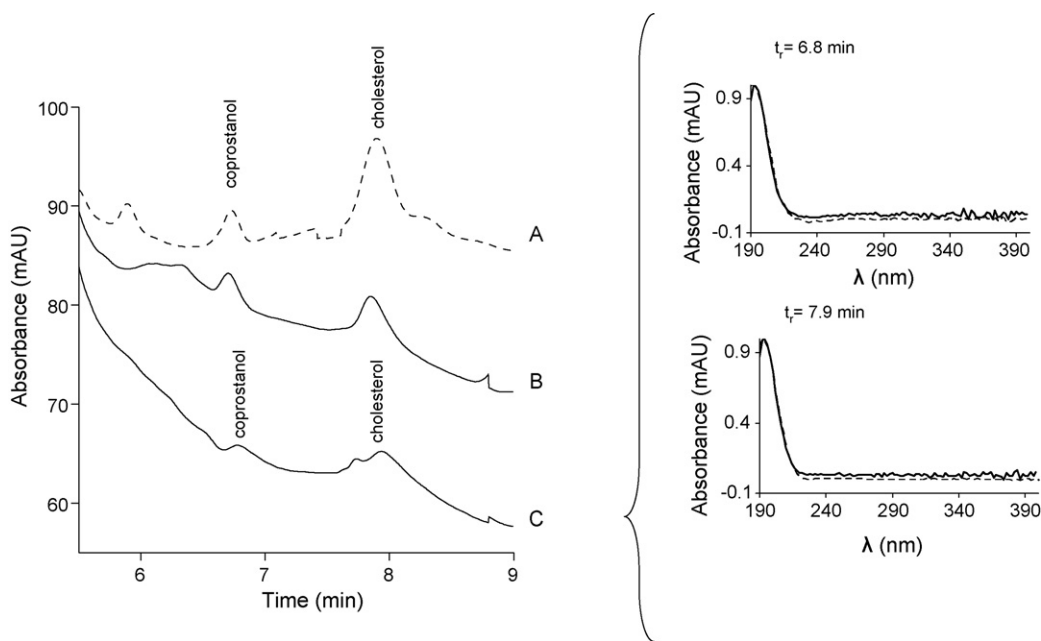 100
90
80
70
60
Absorbance (mAU)
6
7
8
9
Time (min)
coprostanol
cholesterol
A
B
coprostanol
cholesterol
C
tr= 6.8 min
Absorbance (mAU)
0.9
0.4
-0.1
190
240
290
340
390
λ (nm)
tr= 7.9 min
Absorbance (mAU)
0.9
0.4
-0.1
190
240
290
340
390
λ (nm)